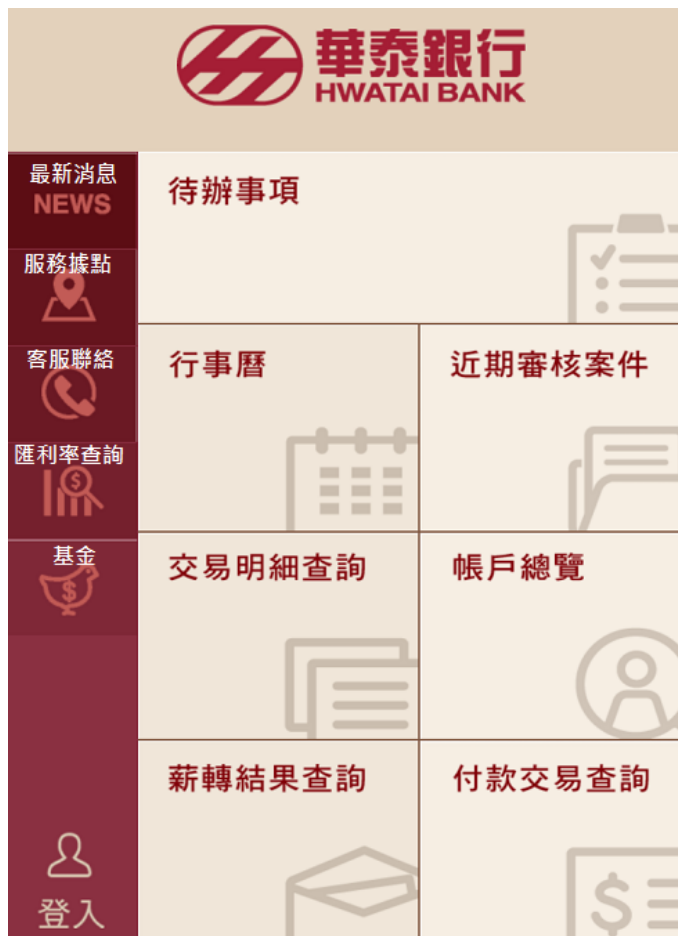 華泰銀行
HWATAI BANK
最新消息
NEWS
服務據點
客服聯絡
匯利率查詢
基金
登入
待辦事項
行事曆
近期審核案件
交易明細查詢
帳戶總覽
薪轉結果查詢
付款交易查詢